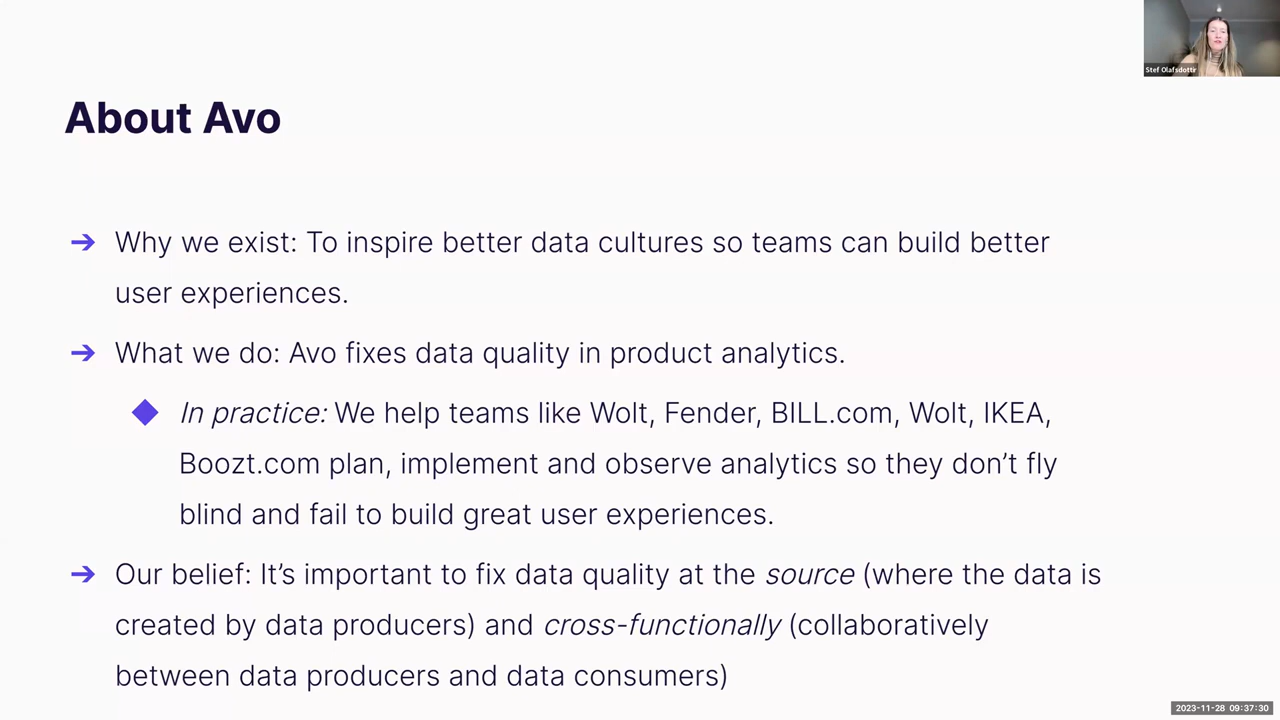 Stef Olafsdottir
About Avo
➔ Why we exist: To inspire better data cultures so teams can build better
user experiences.
➔ What we do: Avo fixes data quality in product analytics.
◆ In practice: We help teams like Wolt, Fender, BILL.com, Wolt, IKEA,
Boozt.com plan, implement and observe analytics so they don’t fly
blind and fail to build great user experiences.
➔ Our belief: It’s important to fix data quality at the source (where the data is
created by data producers) and cross-functionally (collaboratively
between data producers and data consumers)
2023-11-28 09:37:30